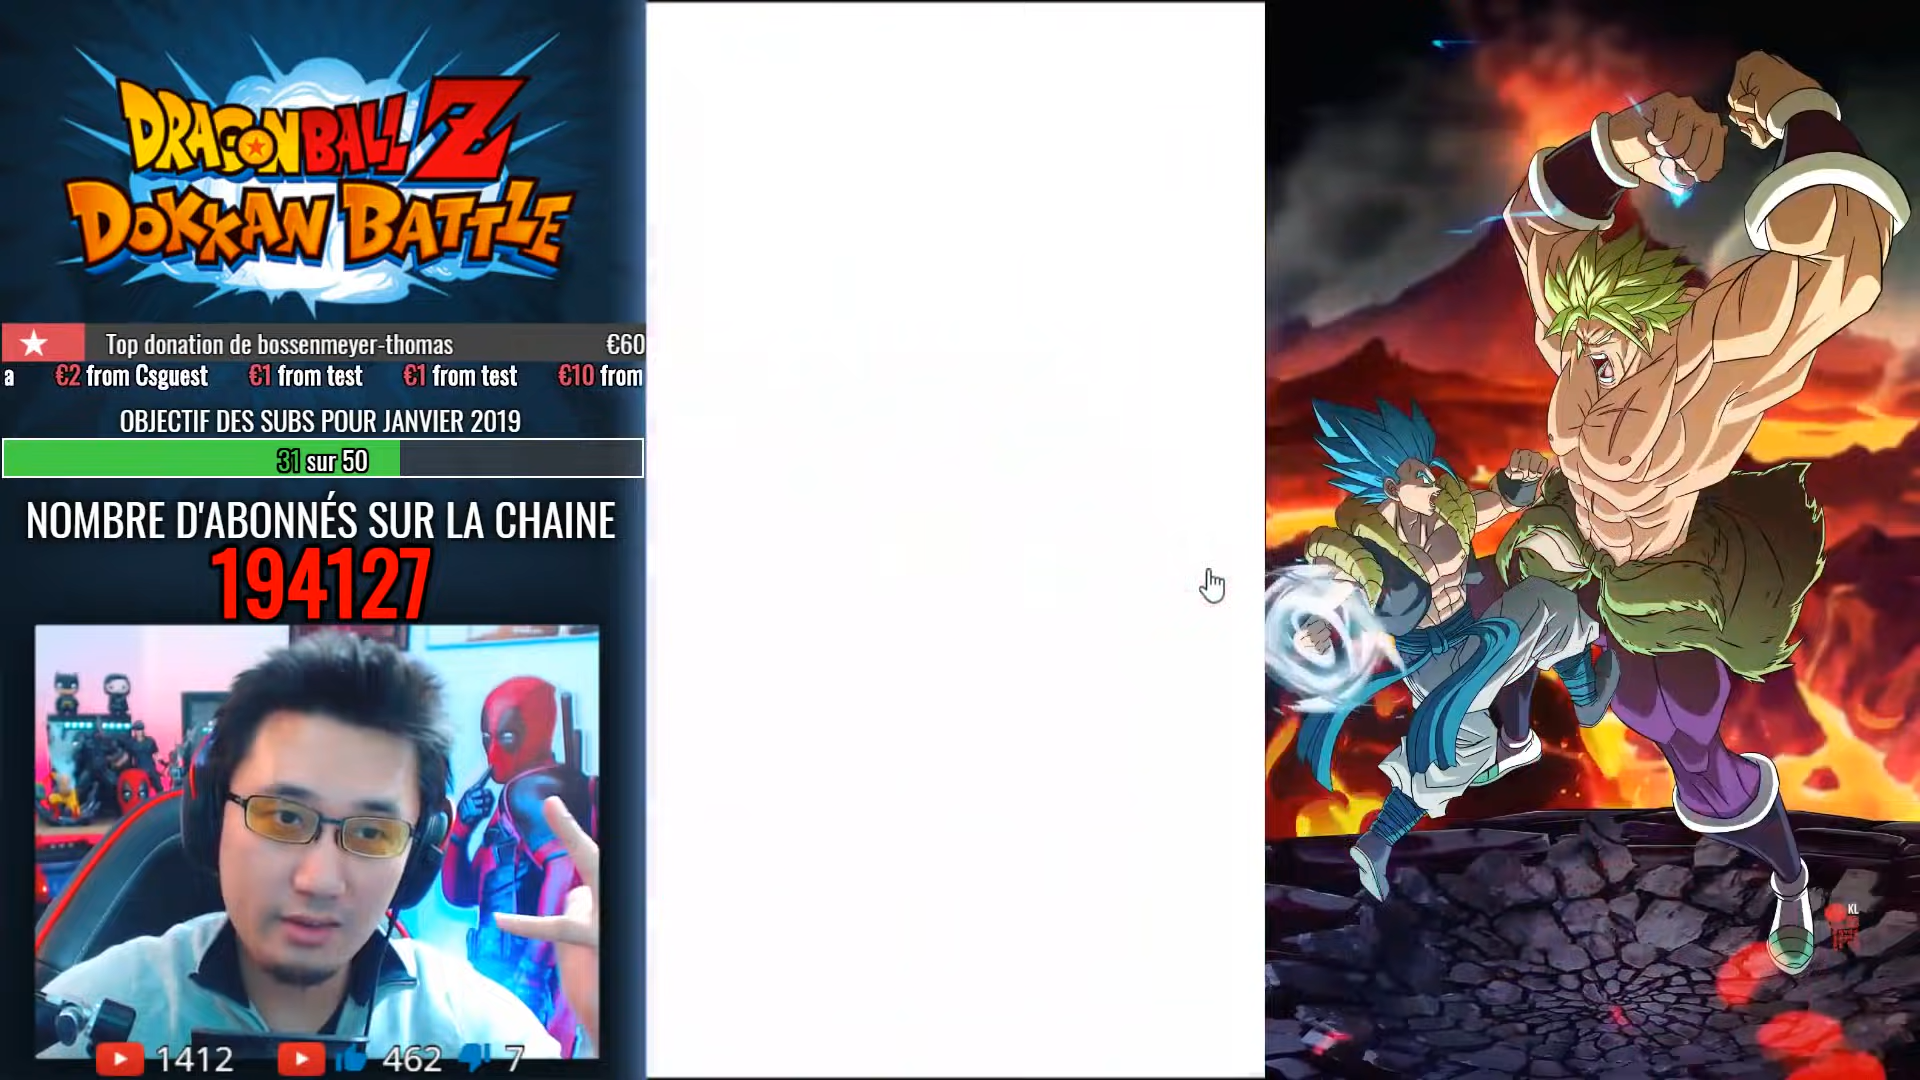 DRAGON BALL Z
DOKKAN BATTLE
Top donation de bossenmeyer-thomas €60
a €2 from Csguest €1 from test €1 from test €10 from
OBJECTIF DES SUBS POUR JANVIER 2019
31 sur 50
NOMBRE D'ABONNÉS SUR LA CHAINE
194127
1412 462 7
KL